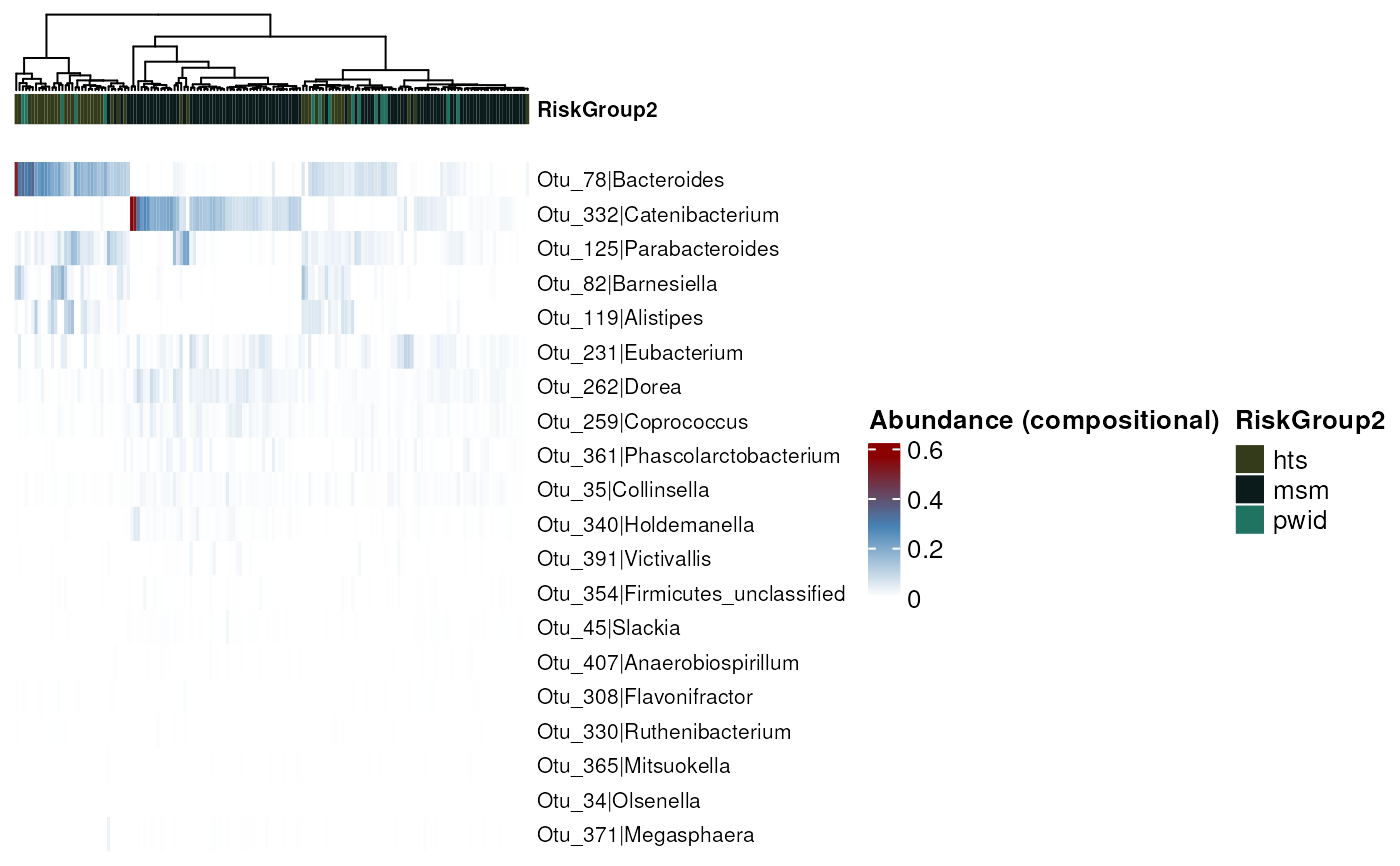 RiskGroup2
Otu_78|Bacteroides
Otu_332|Catenibacterium
Otu_125|Parabacteroides
Otu_82|Barnesiella
Otu_119|Alistipes
Otu_231|Eubacterium
Otu_262|Dorea
Otu_259|Coprococcus
Otu_361|Phascolarctobacterium
Otu_35|Collinsella
Otu_340|Holdemanella
Otu_391|Victivallis
Otu_354|Firmicutes_unclassified
Otu_45|Slackia
Otu_407|Anaerobiospirillum
Otu_308|Flavonifractor
Otu_330|Ruthenibacterium
Otu_365|Mitsuokella
Otu_34|Olsenella
Otu_371|Megasphaera
Abundance (compositional)
0.6
0.4
0.2
0
RiskGroup2
hts
msm
pwid